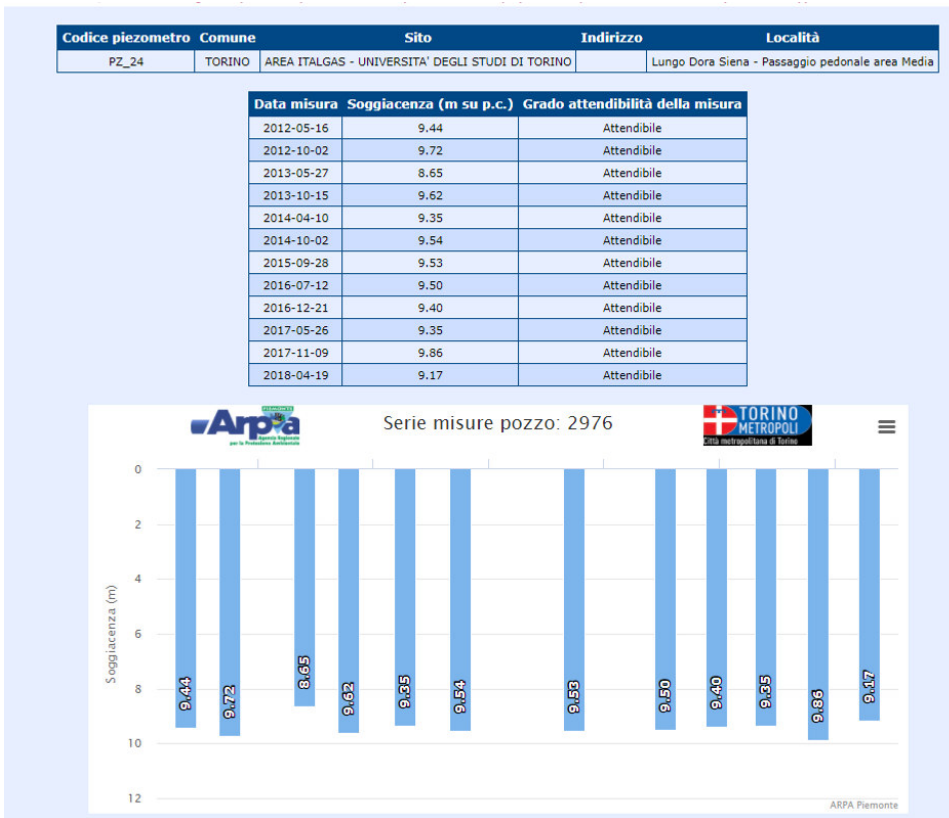 Codice piezometro Comune Sito Indirizzo Località
PZ_24 TORINO AREA ITALGAS - UNIVERSITA' DEGLI STUDI DI TORINO Lungo Dora Siena - Passaggio pedonale area Media
Data misura Soggiacenza (m su p.c.) Grado attendibilità della misura
2012-05-16 9.44 Attendibile
2012-10-02 9.72 Attendibile
2013-05-27 8.65 Attendibile
2013-10-15 9.62 Attendibile
2014-04-10 9.35 Attendibile
2014-10-02 9.54 Attendibile
2015-09-28 9.53 Attendibile
2016-07-12 9.50 Attendibile
2016-12-21 9.40 Attendibile
2017-05-26 9.35 Attendibile
2017-11-09 9.86 Attendibile
2018-04-19 9.17 Attendibile
Arpa
Agenzia Regionale
per la Protezione Ambientale
Serie misure pozzo: 2976
TORINO
METROPOLI
Città metropolitana di Torino
0
2
4
6
8
10
12
Soggiacenza (m)
9.44 9.72 8.65 9.62 9.35 9.54 9.53 9.50 9.40 9.35 9.86 9.17
ARPA Piemonte